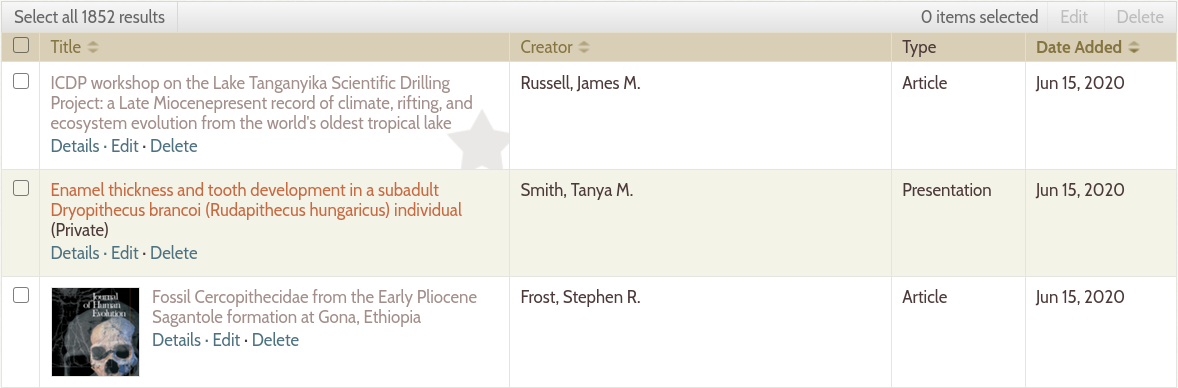 Select all 1852 results 0 items selected Edit Delete
Title Creator Type Date Added
ICDP workshop on the Lake Tanganyika Scientific Drilling Russell, James M. Article Jun 15, 2020
Project: a Late Miocenepresent record of climate, rifting, and
ecosystem evolution from the world's oldest tropical lake
Details · Edit · Delete
Enamel thickness and tooth development in a subadult Smith, Tanya M. Presentation Jun 15, 2020
Dryopithecus brancoi (Rudapithecus hungaricus) individual
(Private)
Details · Edit · Delete
Journal
of Human
Evolution
Fossil Cercopithecidae from the Early Pliocene Frost, Stephen R. Article Jun 15, 2020
Sagantole formation at Gona, Ethiopia
Details · Edit · Delete